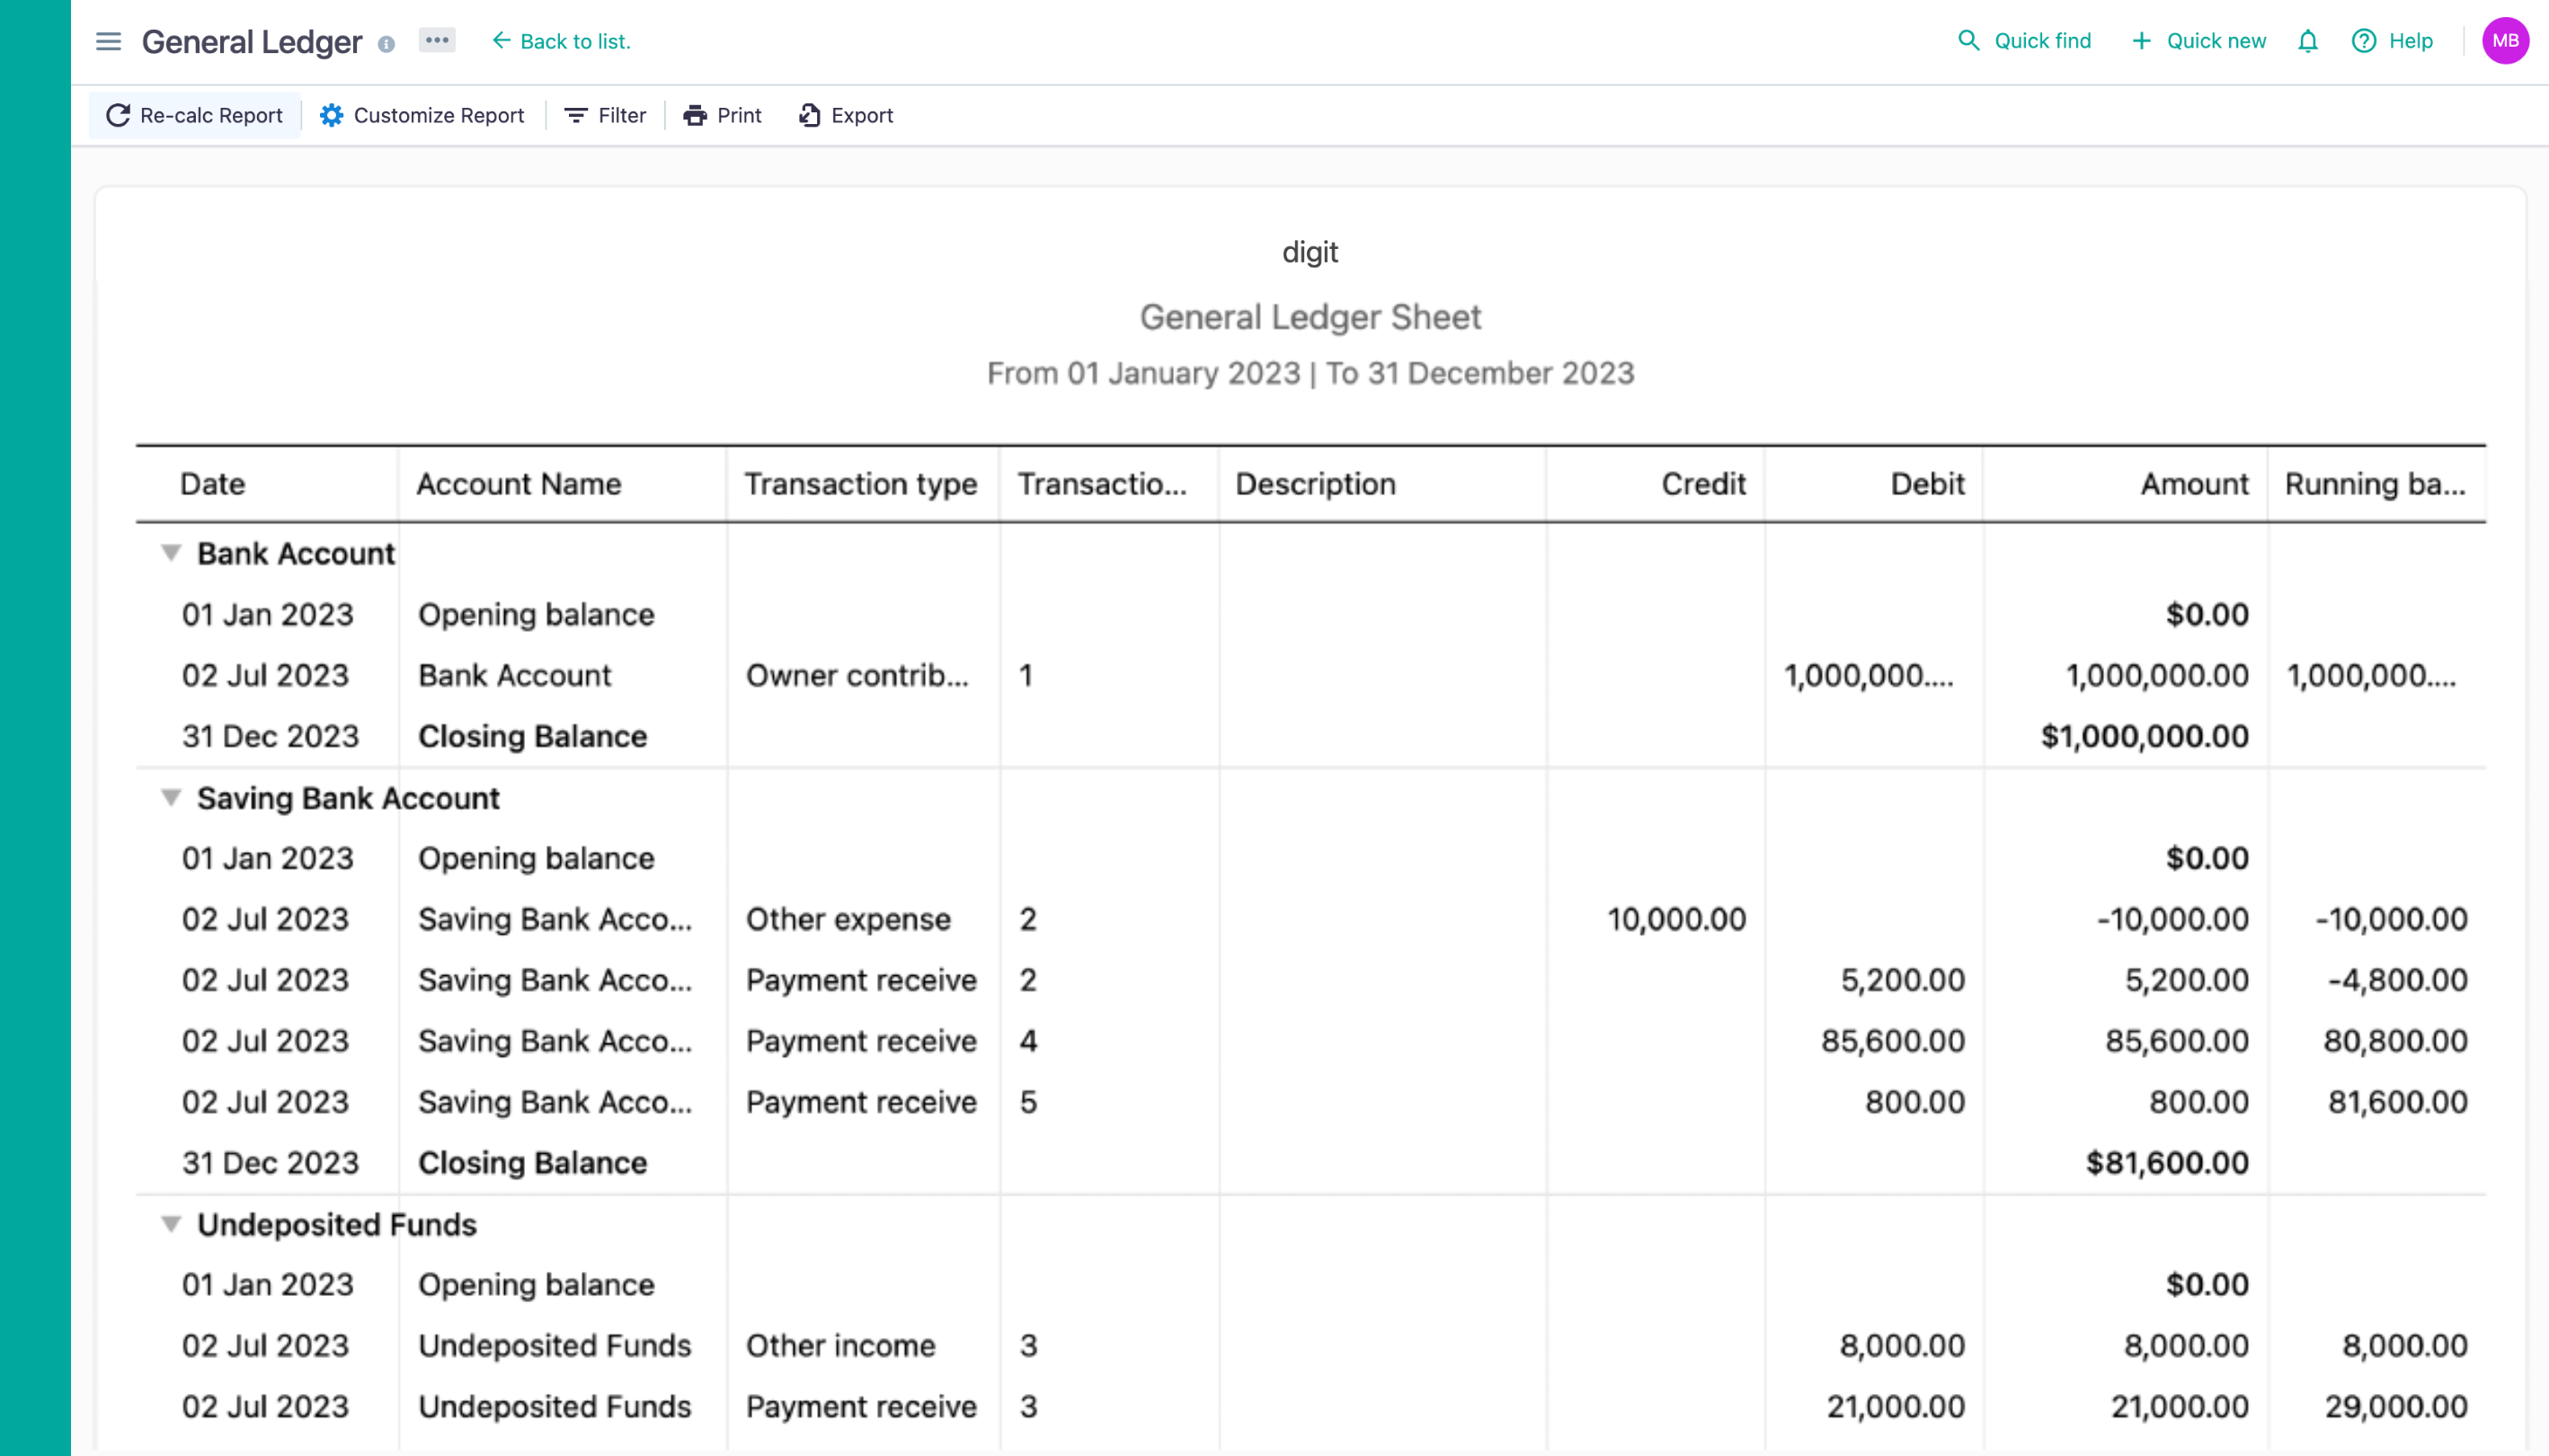 General Ledger ••• Back to list. Quick find Quick new Help MB
Re-calc Report Customize Report Filter Print Export
digit
General Ledger Sheet
From 01 January 2023 | To 31 December 2023
Date Account Name Transaction type Transactio... Description Credit Debit Amount Running ba...
Bank Account
01 Jan 2023 Opening balance $0.00
02 Jul 2023 Bank Account Owner contrib... 1 1,000,000.... 1,000,000.00 1,000,000....
31 Dec 2023 Closing Balance $1,000,000.00
Saving Bank Account
01 Jan 2023 Opening balance $0.00
02 Jul 2023 Saving Bank Acco... Other expense 2 10,000.00 -10,000.00 -10,000.00
02 Jul 2023 Saving Bank Acco... Payment receive 2 5,200.00 5,200.00 -4,800.00
02 Jul 2023 Saving Bank Acco... Payment receive 4 85,600.00 85,600.00 80,800.00
02 Jul 2023 Saving Bank Acco... Payment receive 5 800.00 800.00 81,600.00
31 Dec 2023 Closing Balance $81,600.00
Undeposited Funds
01 Jan 2023 Opening balance $0.00
02 Jul 2023 Undeposited Funds Other income 3 8,000.00 8,000.00 8,000.00
02 Jul 2023 Undeposited Funds Payment receive 3 21,000.00 21,000.00 29,000.00